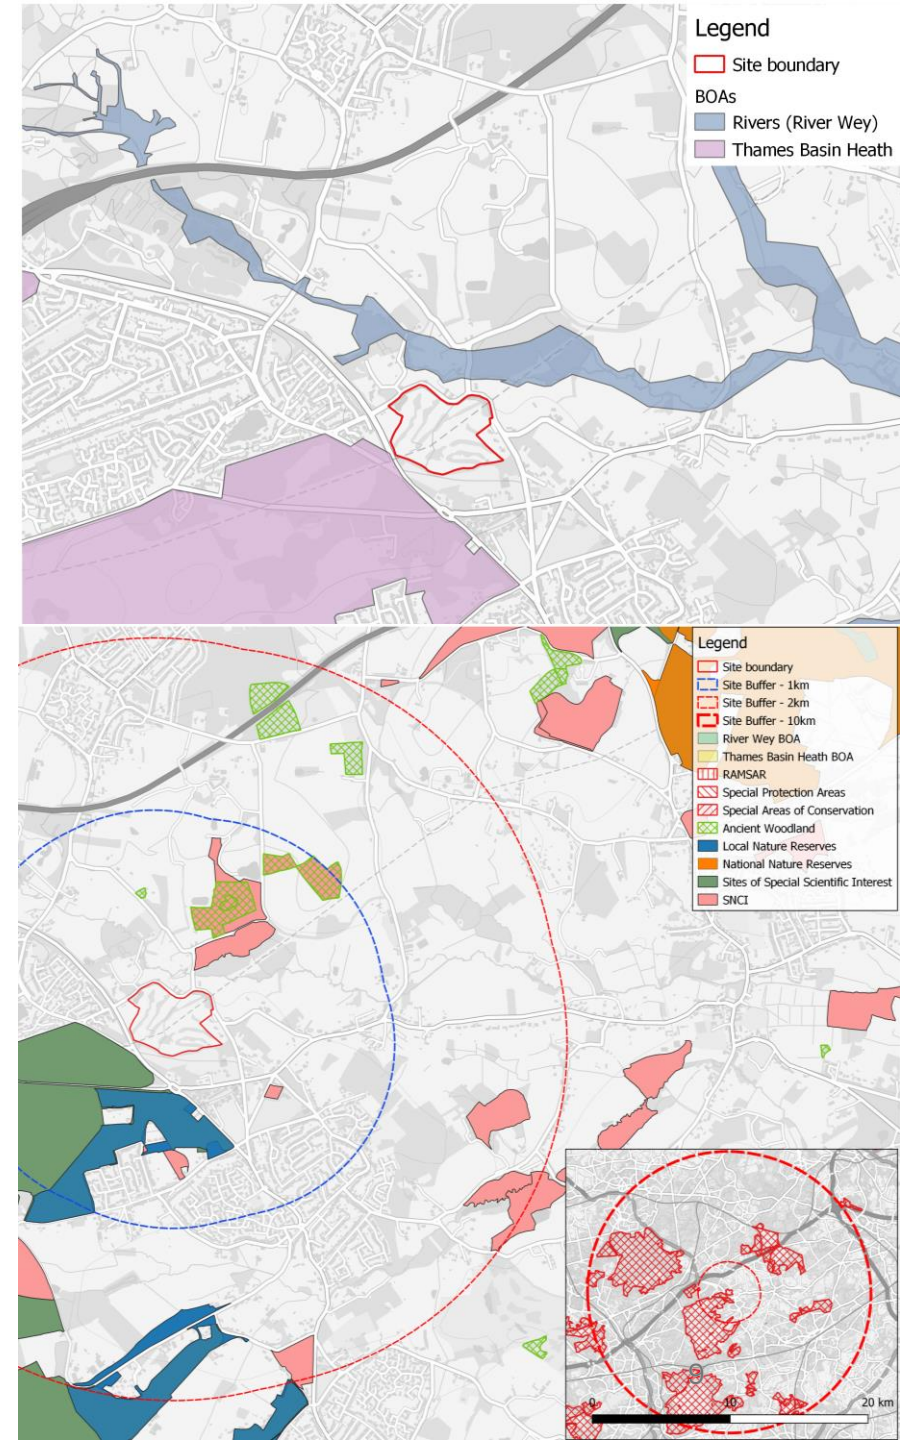 Legend
Site boundary
BOAs
Rivers (River Wey)
Thames Basin Heath
Legend
Site boundary
Site Buffer - 1km
Site Buffer - 2km
Site Buffer - 10km
River Wey BOA
Thames Basin Heath BOA
RAMSAR
Special Protection Areas
Special Areas of Conservation
Ancient Woodland
Local Nature Reserves
National Nature Reserves
Sites of Special Scientific Interest
SNCI
0 10 20 km